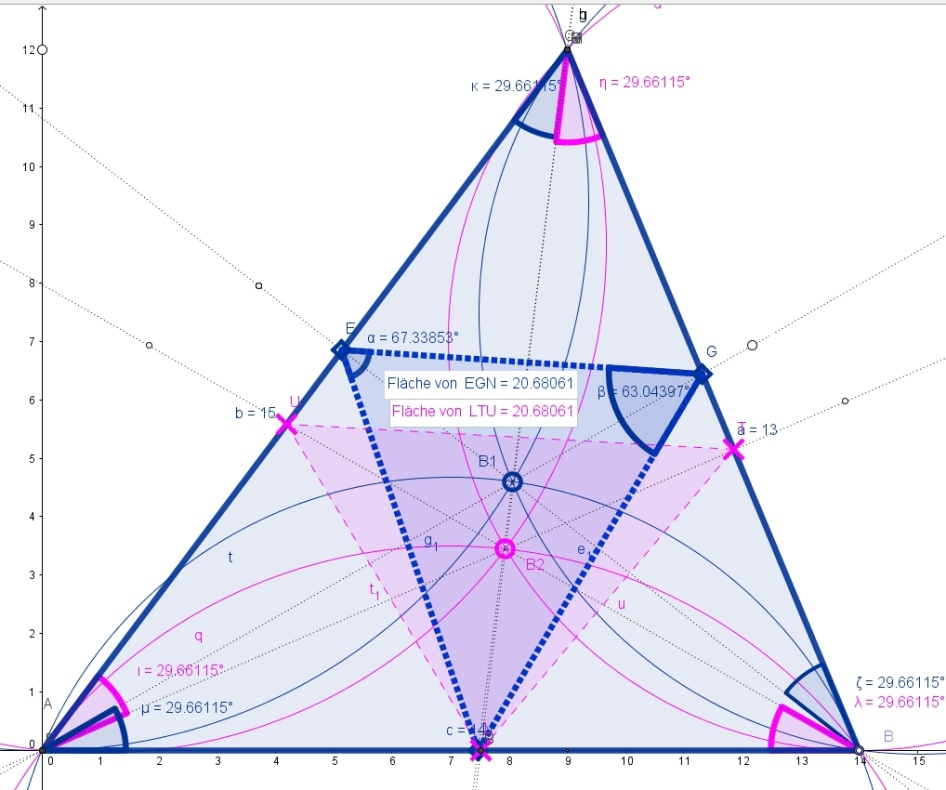 12
κ = 29.66115°
η = 29.66115°
11
10
9
8
7
E
α = 67.33853°
G
Fläche von EGN = 20.68061
β = 63.04397°
6
b = 15
U
Fläche von LTU = 20.68061
a = 13
5
B1
4
g1
e1
t
B2
3
t1
u
2
q
ι = 29.66115°
ζ = 29.66115°
1
A
μ = 29.66115°
λ = 29.66115°
c = 14
B
0
0 1 2 3 4 5 6 7 8 9 10 11 12 13 14 15